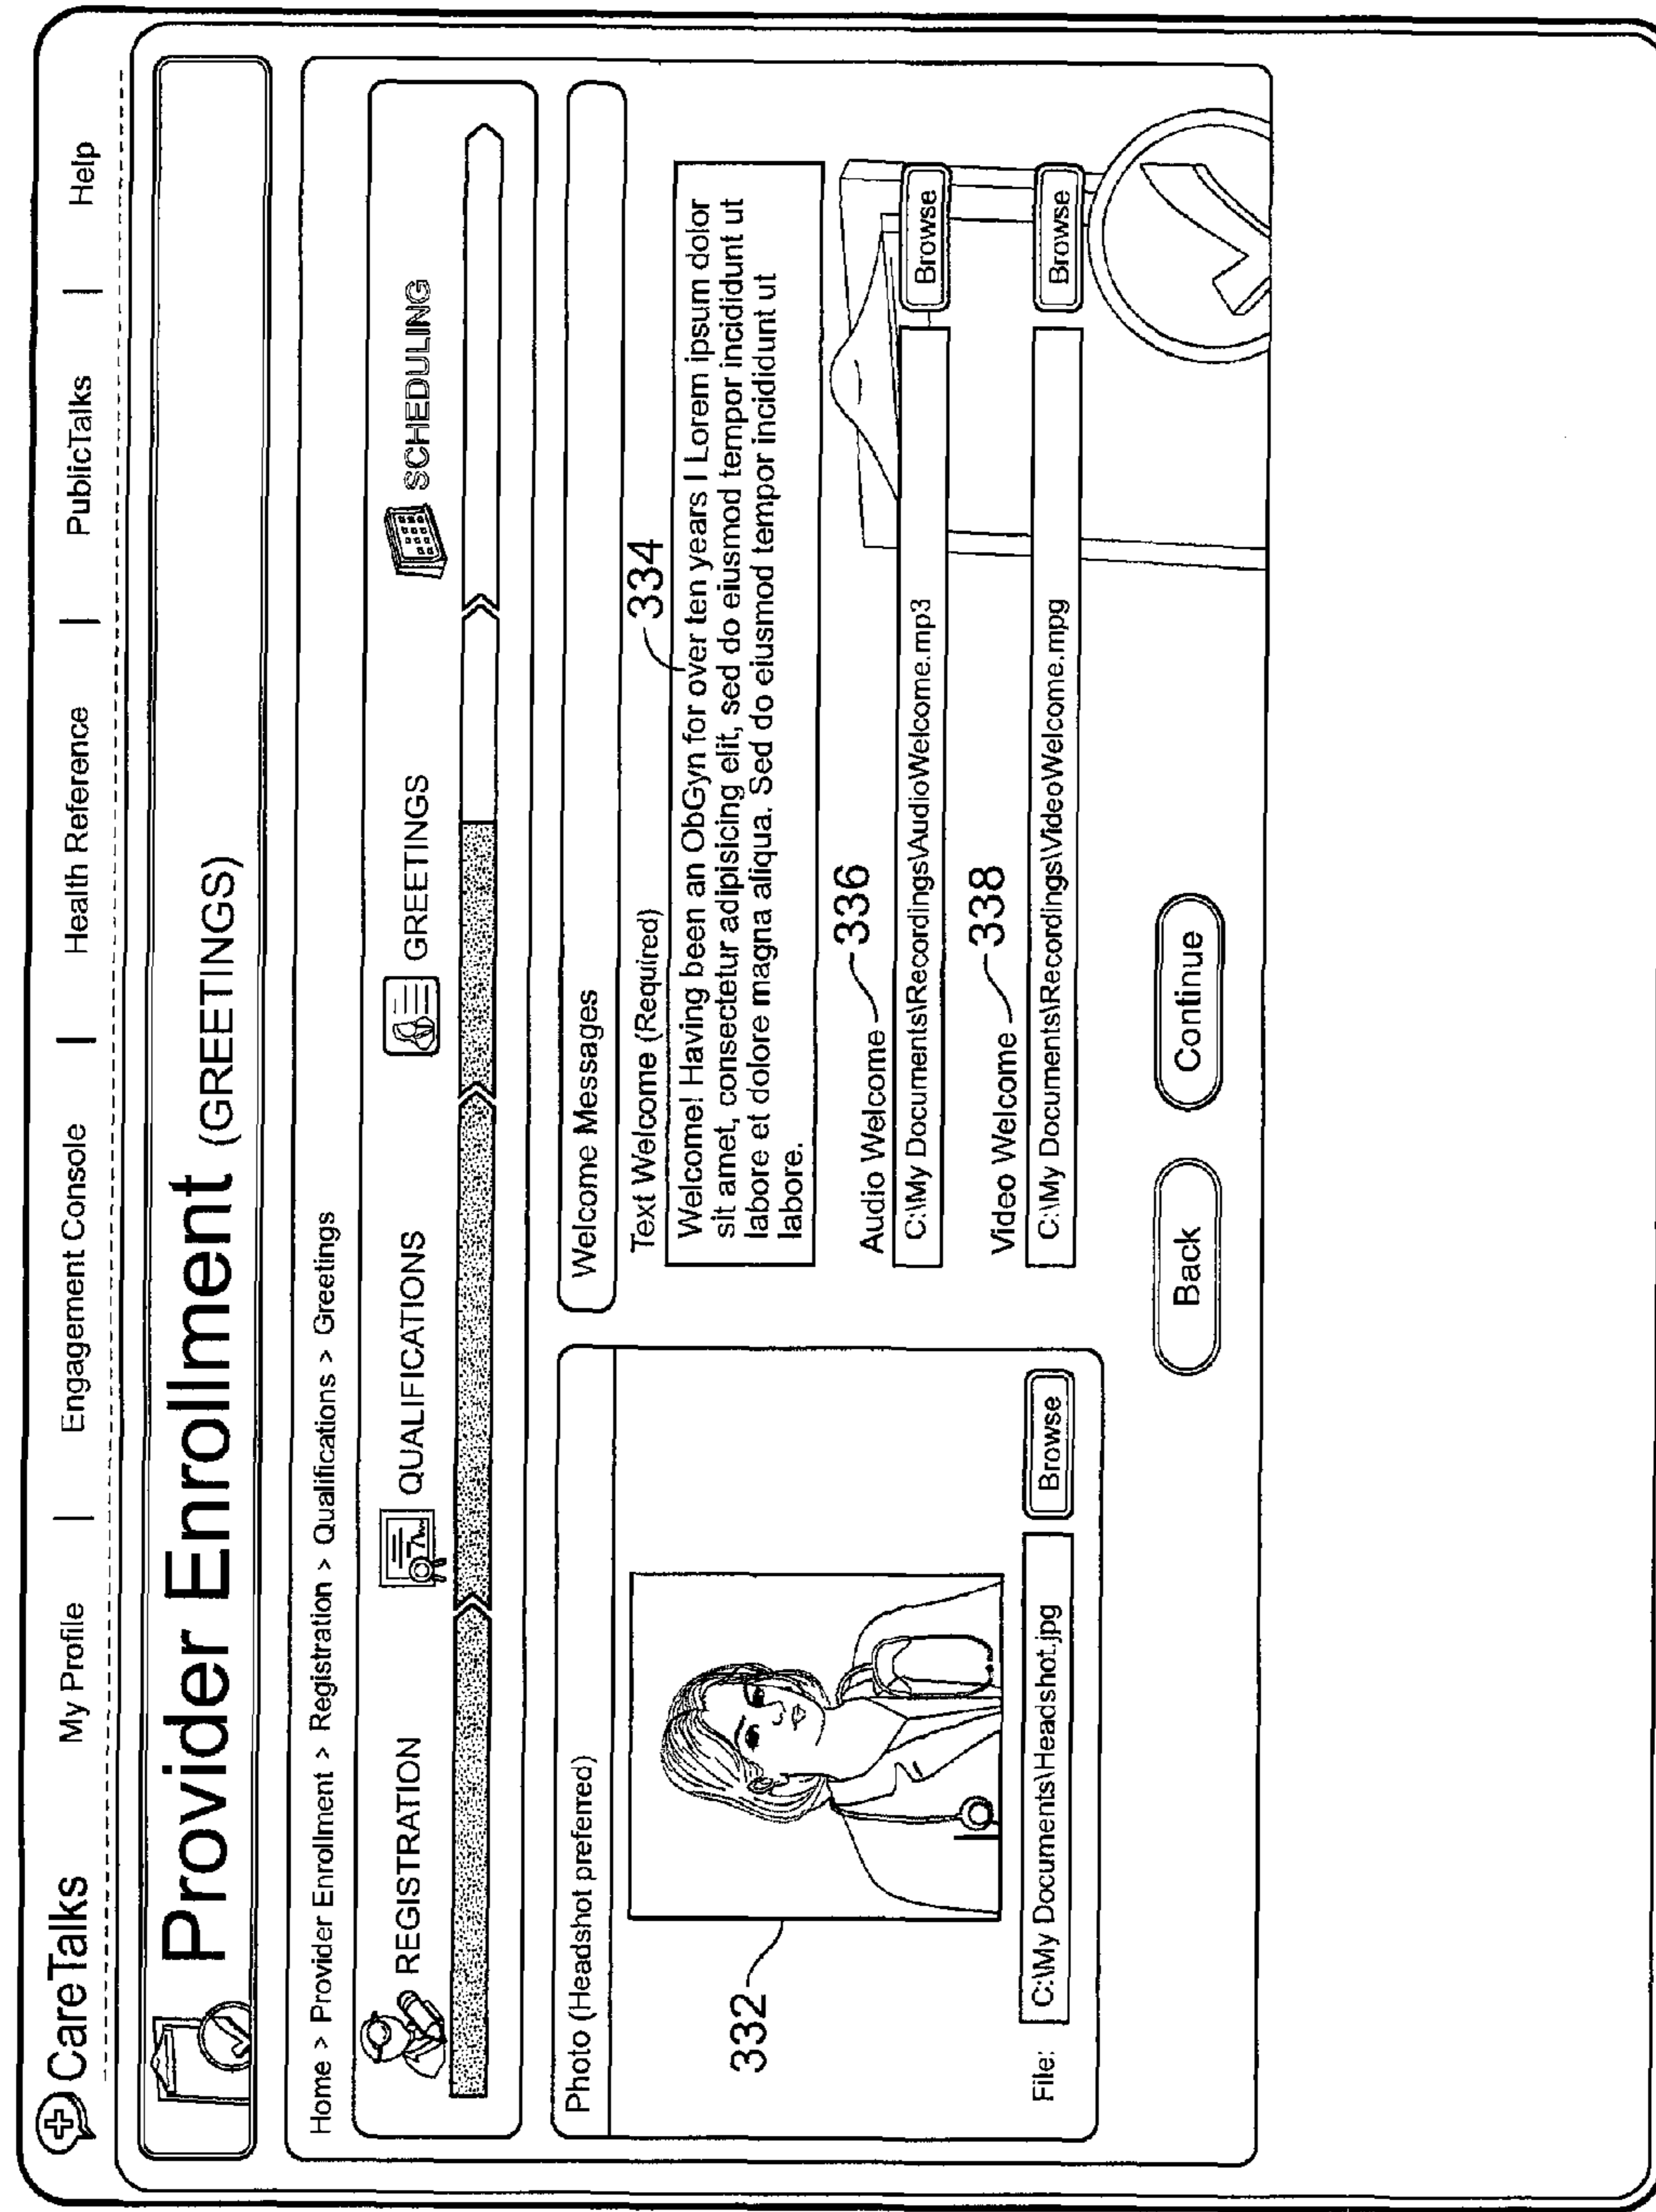 CareTalks
My Profile | Engagement Console | Health Reference | PublicTalks | Help
Provider Enrollment (GREETINGS)
Home > Provider Enrollment > Registration > Qualifications > Greetings
REGISTRATION
QUALIFICATIONS
GREETINGS
SCHEDULING
Photo (Headshot preferred)
332
File:
C:\My Documents\Headshot.jpg
Browse
Welcome Messages
Text Welcome (Required)
334
Welcome! Having been an ObGyn for over ten years I Lorem ipsum dolor
sit amet, consectetur adipisicing elit, sed do eiusmod tempor incididunt ut
labore et dolore magna aliqua. Sed do eiusmod tempor incididunt ut
labore.
Audio Welcome
336
C:\My Documents\Recordings\AudioWelcome.mp3
Browse
Video Welcome
338
C:\My Documents\Recordings\VideoWelcome.mpg
Browse
Back
Continue